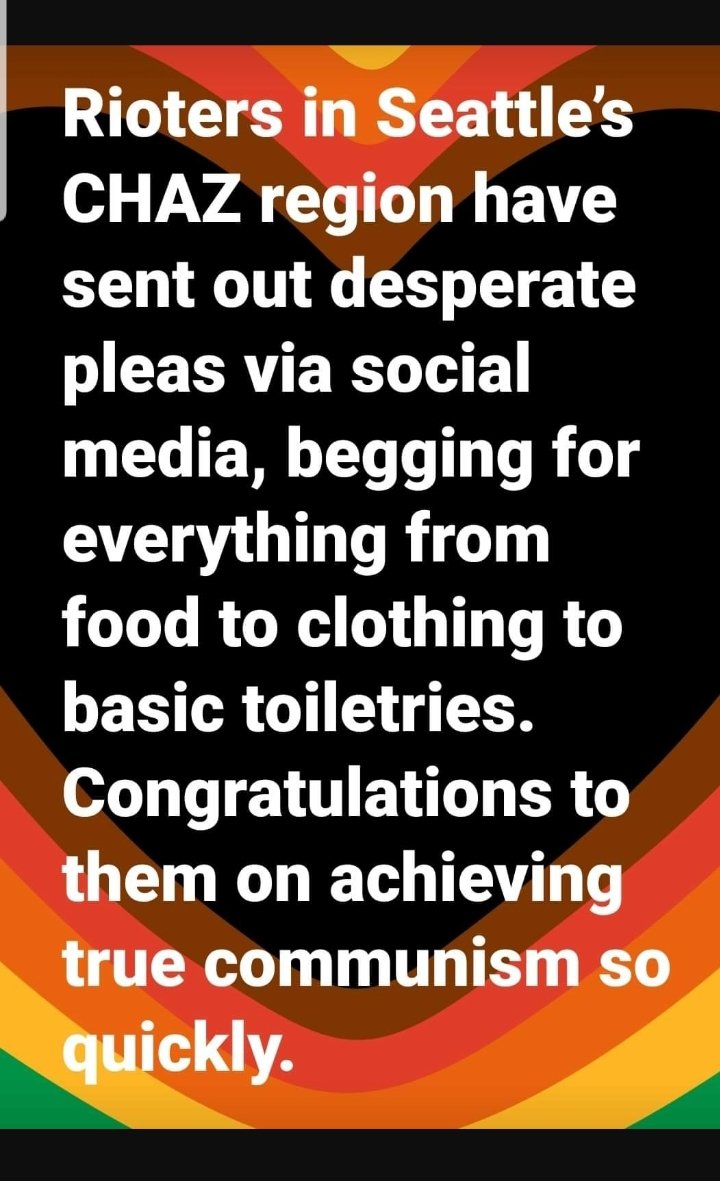 Rioters in Seattle’s
CHAZ region have
sent out desperate
pleas via social
media, begging for
everything from
food to clothing to
basic toiletries.
Congratulations to
them on achieving
true communism so
quickly.